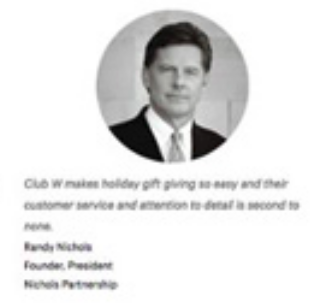 Club W makes holiday gift giving so easy and their
customer service and attention to detail is second to
none.
Randy Nichols
Founder, President
Nichols Partnership